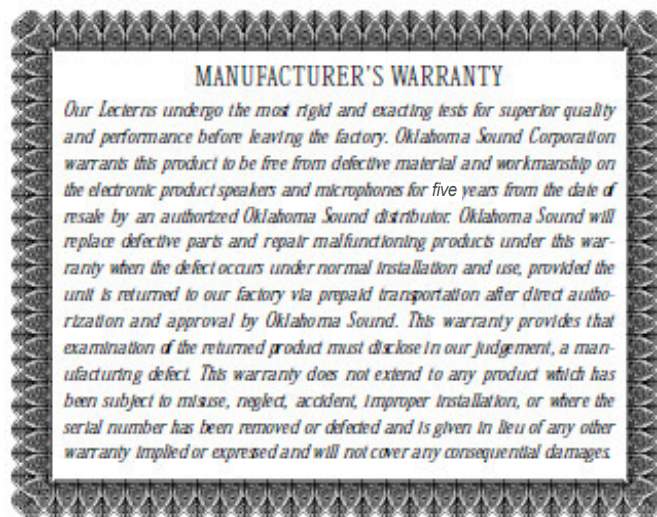 MANUFACTURER'S WARRANTY
Our Lecterns undergo the most rigid and exacting tests for superior quality
and performance before leaving the factory. Oklahoma Sound Corporation
warrants this product to be free from defective material and workmanship on
the electronic product speakers and microphones for five years from the date of
resale by an authorized Oklahoma Sound distributor. Oklahoma Sound will
replace defective parts and repair malfunctioning products under this war-
ranty when the defect occurs under normal installation and use, provided the
unit is returned to our factory via prepaid transportation after direct autho-
rization and approval by Oklahoma Sound. This warranty provides that
examination of the returned product must disclose in our judgement, a man-
ufacturing defect. This warranty does not extend to any product which has
been subject to misuse, neglect, accident, improper installation, or where the
serial number has been removed or defected and is given in lieu of any other
warranty implied or expressed and will not cover any consequential damages.